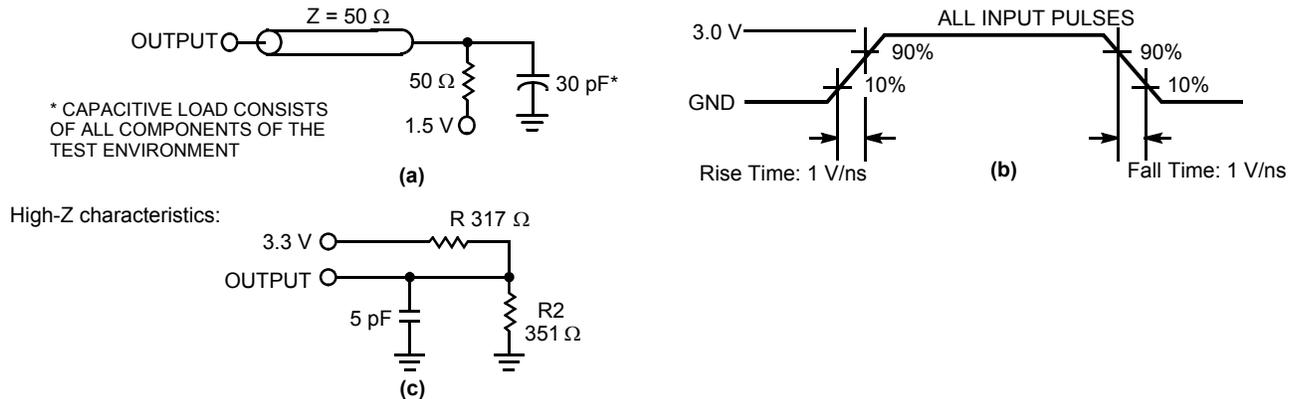 Z = 50 Ω
OUTPUT
50 Ω
30 pF*
1.5 V
* CAPACITIVE LOAD CONSISTS
OF ALL COMPONENTS OF THE
TEST ENVIRONMENT
(a)
ALL INPUT PULSES
3.0 V
90%
90%
10%
10%
GND
Rise Time: 1 V/ns
(b)
Fall Time: 1 V/ns
High-Z characteristics:
R 317 Ω
3.3 V
OUTPUT
5 pF
R2
351 Ω
(c)